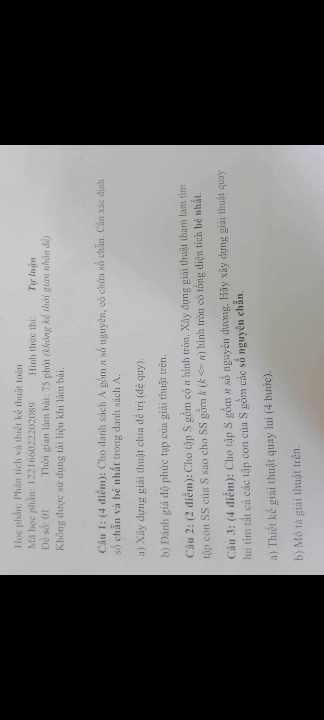 Học phần: Phân tích và thiết kế thuật toán
Mã học phần: 1221660222202089 Hình thức thi: Tự luận
Đề số: 01 Thời gian làm bài: 75 phút (không kể thời gian nhận đề)
Không được sử dụng tài liệu khi làm bài.
Câu 1: (4 điểm): Cho danh sách A gồm n số nguyên, có chứa số chẵn. Cần xác định
số chẵn và bé nhất trong danh sách A.
a) Xây dựng giải thuật chia để trị (đệ quy).
b) Đánh giá độ phức tạp của giải thuật trên.
Câu 2: (2 điểm): Cho tập S gồm có n hình tròn. Xây dựng giải thuật tham lam tìm
tập con SS của S sao cho SS gồm k (k <= n) hình tròn có tổng diện tích bé nhất.
Câu 3: (4 điểm): Cho tập S gồm n số nguyên dương. Hãy xây dựng giải thuật quay
lui tìm tất cả các tập con của S gồm các số nguyên chẵn.
a) Thiết kế giải thuật quay lui (4 bước).
b) Mô tả giải thuật trên.